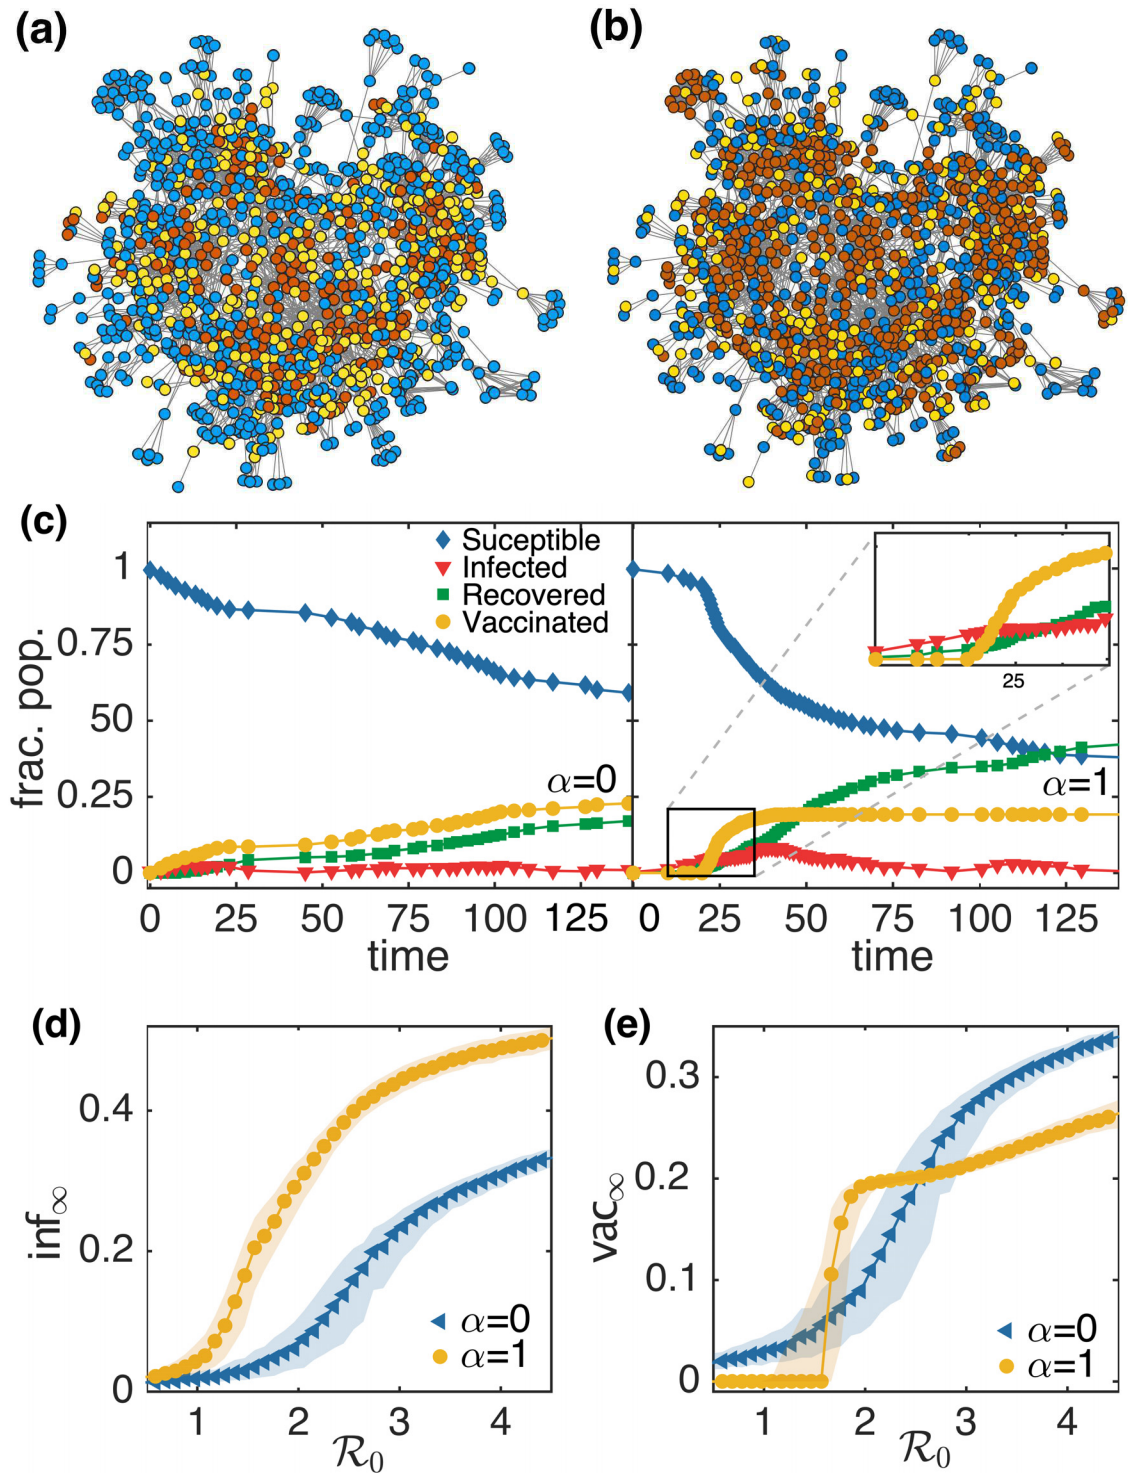 (a)
(b)
(c)
Suceptible
Infected
Recovered
Vaccinated
frac. pop.
1
0.75
50
0.25
0
α=0
0 25 50 75 100 125
time
25
α=1
0 25 50 75 100 125
time
(d)
inf∞
0.4
0.2
0
α=0
α=1
1 2 3 4
ℛ₀
(e)
vac∞
0.3
0.2
0.1
0
α=0
α=1
1 2 3 4
ℛ₀